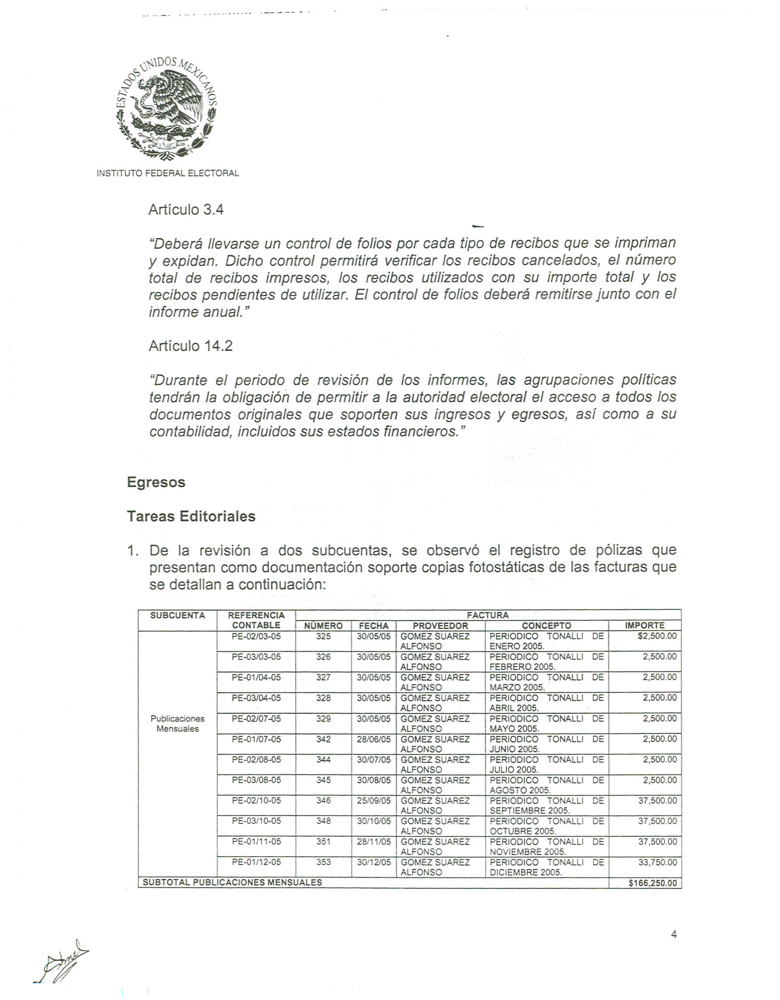 ESTADOS UNIDOS MEXICANOS
INSTITUTO FEDERAL ELECTORAL
Artículo 3.4
“Deberá llevarse un control de folios por cada tipo de recibos que se impriman
y expidan. Dicho control permitirá verificar los recibos cancelados, el número
total de recibos impresos, los recibos utilizados con su importe total y los
recibos pendientes de utilizar. El control de folios deberá remitirse junto con el
informe anual.”
Artículo 14.2
“Durante el periodo de revisión de los informes, las agrupaciones políticas
tendrán la obligación de permitir a la autoridad electoral el acceso a todos los
documentos originales que soporten sus ingresos y egresos, así como a su
contabilidad, incluidos sus estados financieros.”
Egresos
Tareas Editoriales
1. De la revisión a dos subcuentas, se observó el registro de pólizas que
presentan como documentación soporte copias fotostáticas de las facturas que
se detallan a continuación:
SUBCUENTA REFERENCIA FACTURA
CONTABLE NÚMERO FECHA PROVEEDOR CONCEPTO IMPORTE
PE-02/03-05 325 30/05/05 GOMEZ SUAREZ PERIODICO TONALLI DE $2,500.00
ALFONSO ENERO 2005.
PE-03/03-05 326 30/05/05 GOMEZ SUAREZ PERIODICO TONALLI DE 2,500.00
ALFONSO FEBRERO 2005.
PE-01/04-05 327 30/05/05 GOMEZ SUAREZ PERIODICO TONALLI DE 2,500.00
ALFONSO MARZO 2005.
PE-03/04-05 328 30/05/05 GOMEZ SUAREZ PERIODICO TONALLI DE 2,500.00
ALFONSO ABRIL 2005.
Publicaciones PE-02/07-05 329 30/05/05 GOMEZ SUAREZ PERIODICO TONALLI DE 2,500.00
Mensuales ALFONSO MAYO 2005.
PE-01/07-05 342 28/06/05 GOMEZ SUAREZ PERIODICO TONALLI DE 2,500.00
ALFONSO JUNIO 2005.
PE-02/08-05 344 30/07/05 GOMEZ SUAREZ PERIODICO TONALLI DE 2,500.00
ALFONSO JULIO 2005.
PE-03/08-05 345 30/08/05 GOMEZ SUAREZ PERIODICO TONALLI DE 2,500.00
ALFONSO AGOSTO 2005.
PE-02/10-05 346 25/09/05 GOMEZ SUAREZ PERIODICO TONALLI DE 37,500.00
ALFONSO SEPTIEMBRE 2005.
PE-03/10-05 348 30/10/05 GOMEZ SUAREZ PERIODICO TONALLI DE 37,500.00
ALFONSO OCTUBRE 2005.
PE-01/11-05 351 28/11/05 GOMEZ SUAREZ PERIODICO TONALLI DE 37,500.00
ALFONSO NOVIEMBRE 2005.
PE-01/12-05 353 30/12/05 GOMEZ SUAREZ PERIODICO TONALLI DE 33,750.00
ALFONSO DICIEMBRE 2005.
SUBTOTAL PUBLICACIONES MENSUALES $166,250.00
4